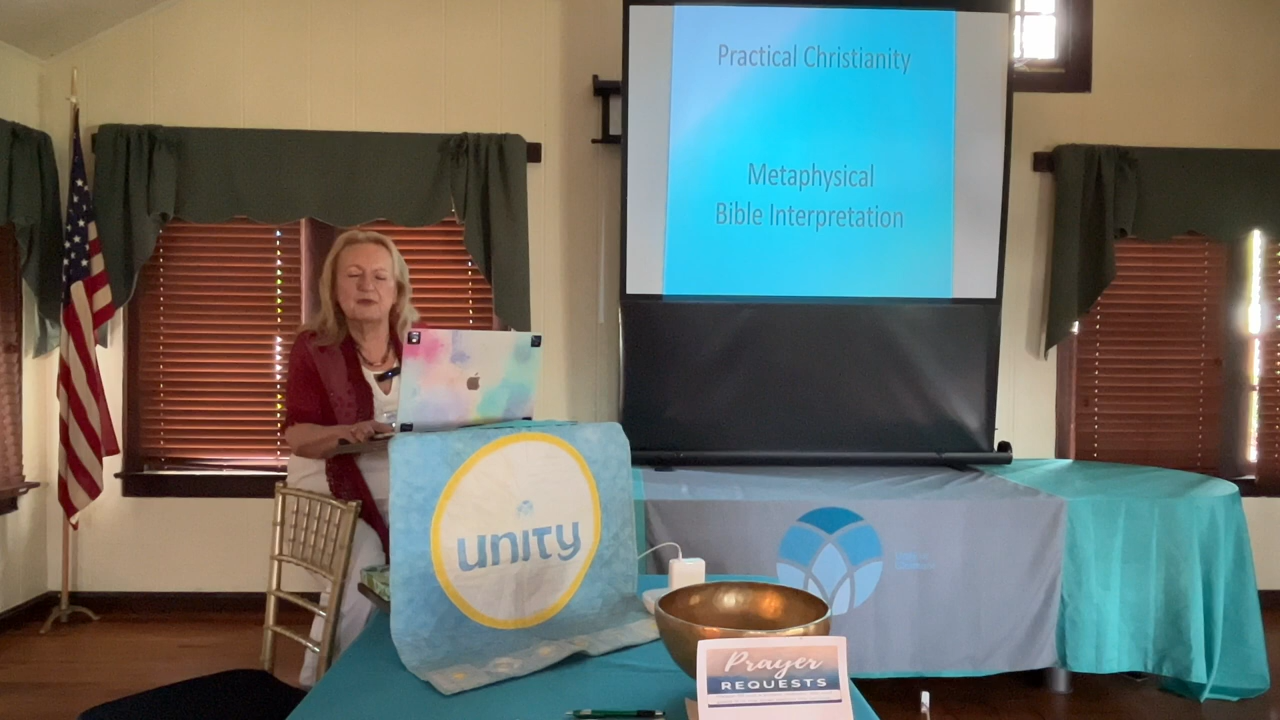 Practical Christianity
Metaphysical
Bible Interpretation
unity
Prayer
REQUESTS